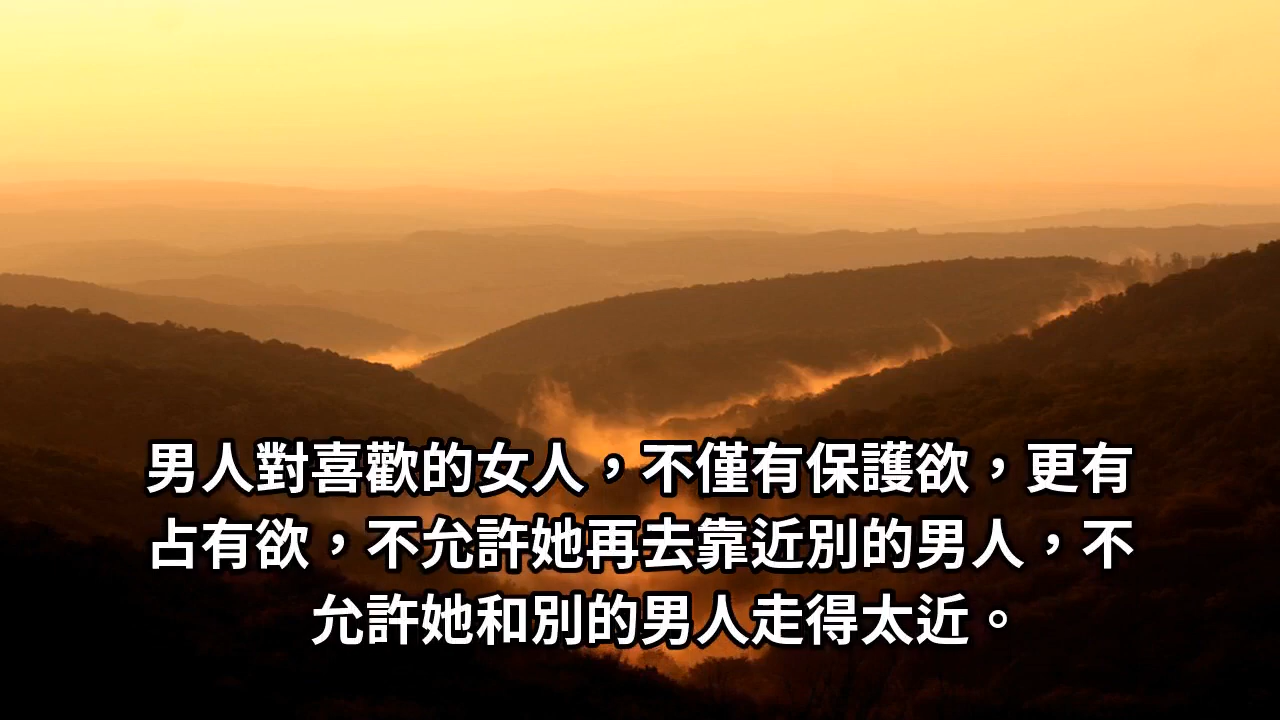 男人對喜歡的女人，不僅有保護欲，更有
占有欲，不允許她再去靠近別的男人，不
允許她和別的男人走得太近。